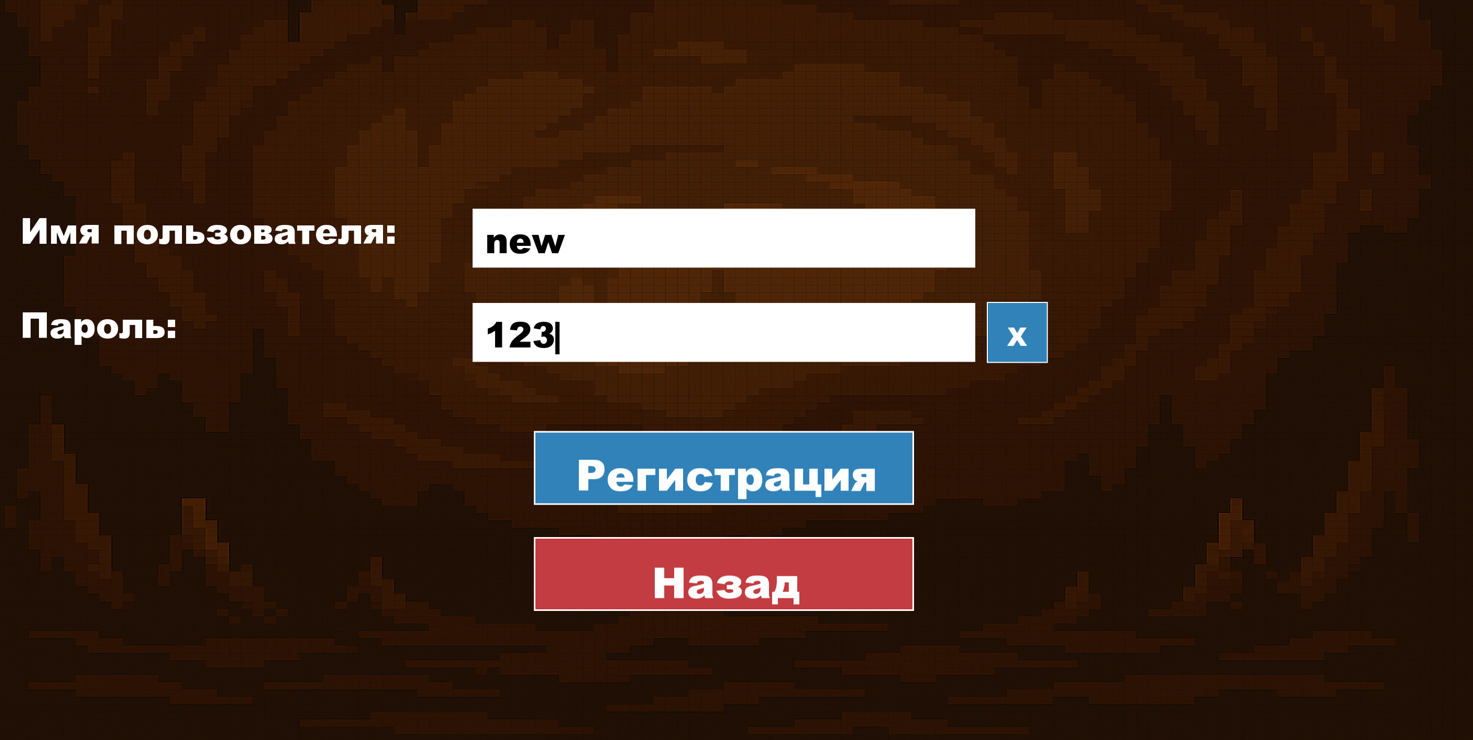 Имя пользователя: new
Пароль: 123 x
Регистрация
Назад